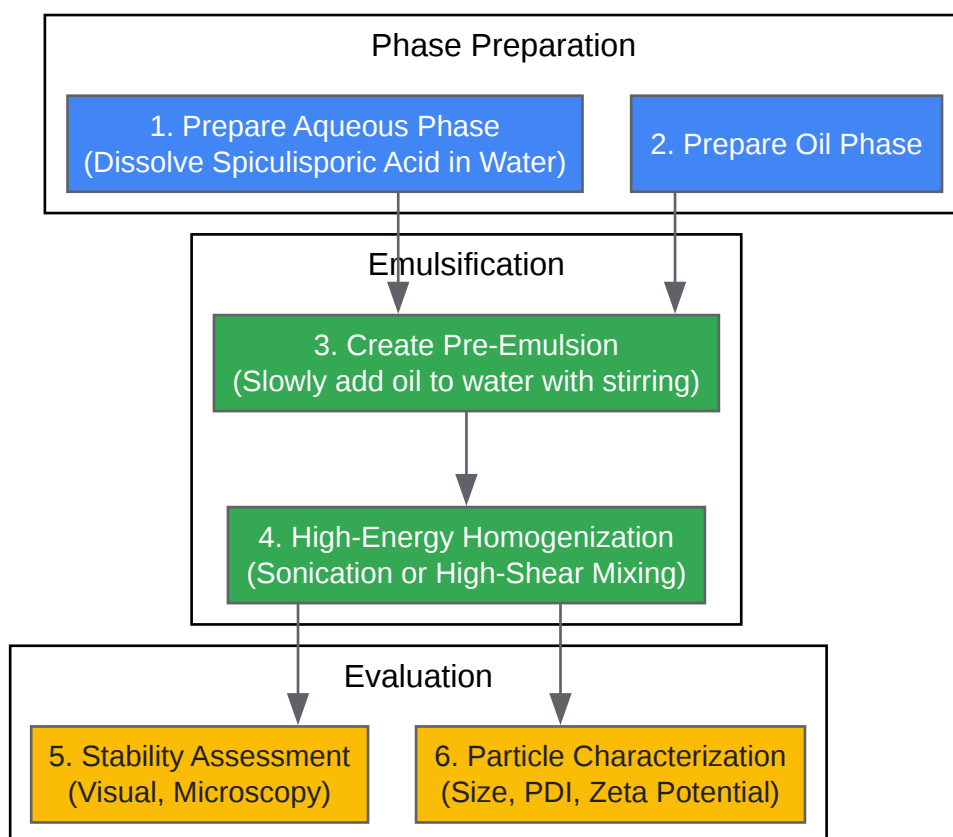 Phase Preparation
1. Prepare Aqueous Phase
(Dissolve Spiculisporic Acid in Water)
2. Prepare Oil Phase
Emulsification
3. Create Pre-Emulsion
(Slowly add oil to water with stirring)
4. High-Energy Homogenization
(Sonication or High-Shear Mixing)
Evaluation
5. Stability Assessment
(Visual, Microscopy)
6. Particle Characterization
(Size, PDI, Zeta Potential)